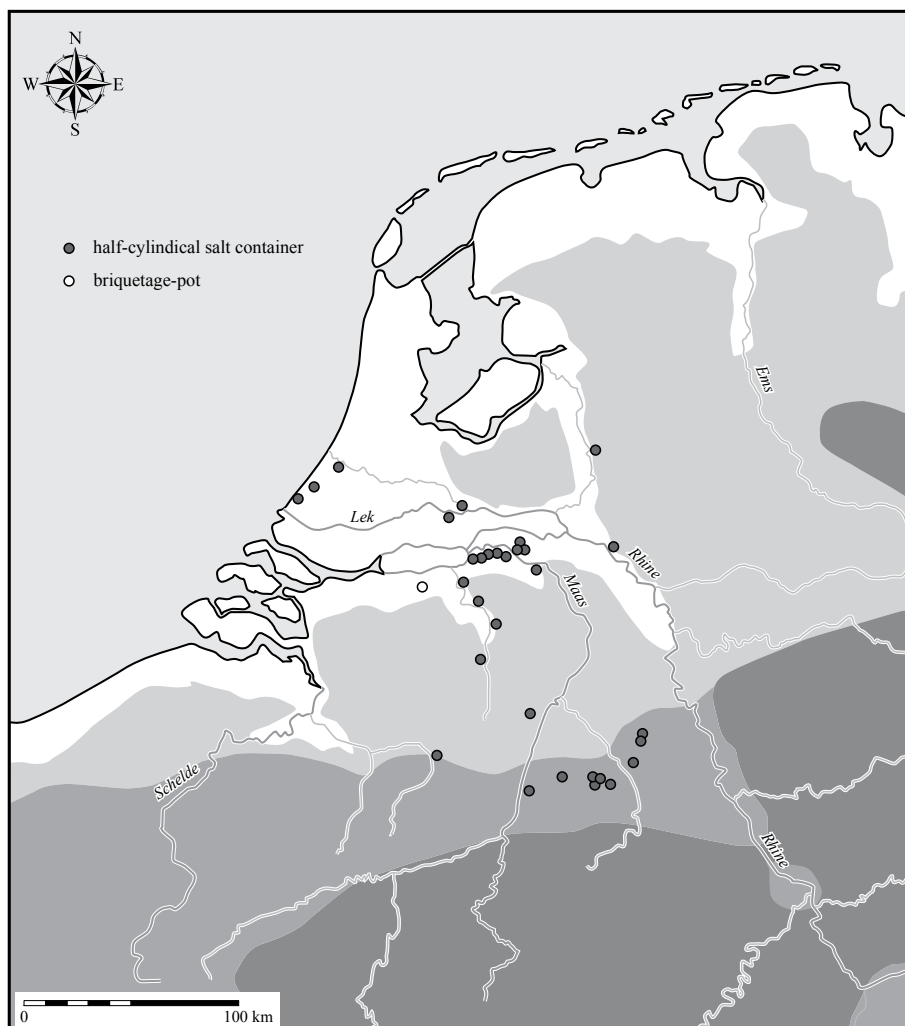 N
W E
S
half-cylindical salt container
briquetage-pot
Ems
Lek
Rhine
Maas
Schelde
Rhine
0 100 km